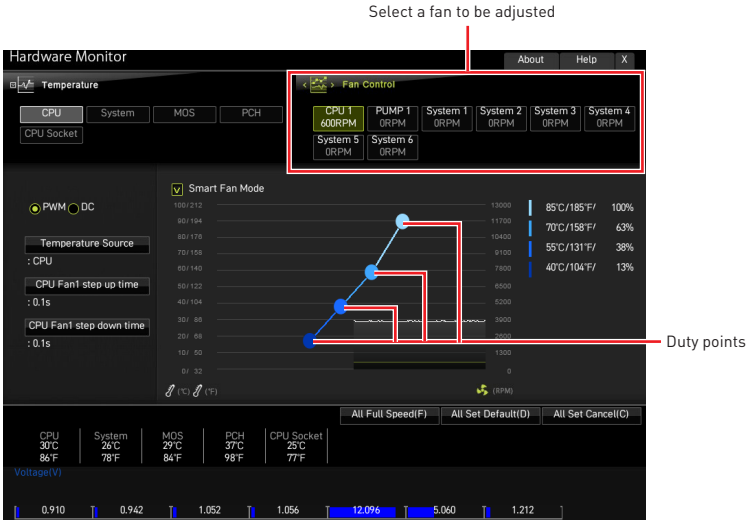 Select a fan to be adjusted
Hardware Monitor
About Help X
Temperature
Fan Control
CPU System MOS PCH
CPU Socket
CPU 1 PUMP 1 System 1 System 2 System 3 System 4
600RPM 0RPM 0RPM 0RPM 0RPM 0RPM
System 5 System 6
0RPM 0RPM
PWM DC
Temperature Source
: CPU
CPU Fan1 step up time
: 0.1s
CPU Fan1 step down time
: 0.1s
Smart Fan Mode
100/212 13000
90/194 11700
80/176 10400
70/158 9100
60/140 7800
50/122 6500
40/104 5200
30/ 86 3900
20/ 68 2600
10/ 50 1300
0/ 32 0
(°C) (°F) (RPM)
85°C/185°F/ 100%
70°C/158°F/ 63%
55°C/131°F/ 38%
40°C/104°F/ 13%
Duty points
All Full Speed(F) All Set Default(D) All Set Cancel(C)
CPU System MOS PCH CPU Socket
30°C 26°C 29°C 37°C 25°C
86°F 78°F 84°F 98°F 77°F
Voltage(V)
0.910 0.942 1.052 1.056 12.096 5.060 1.212